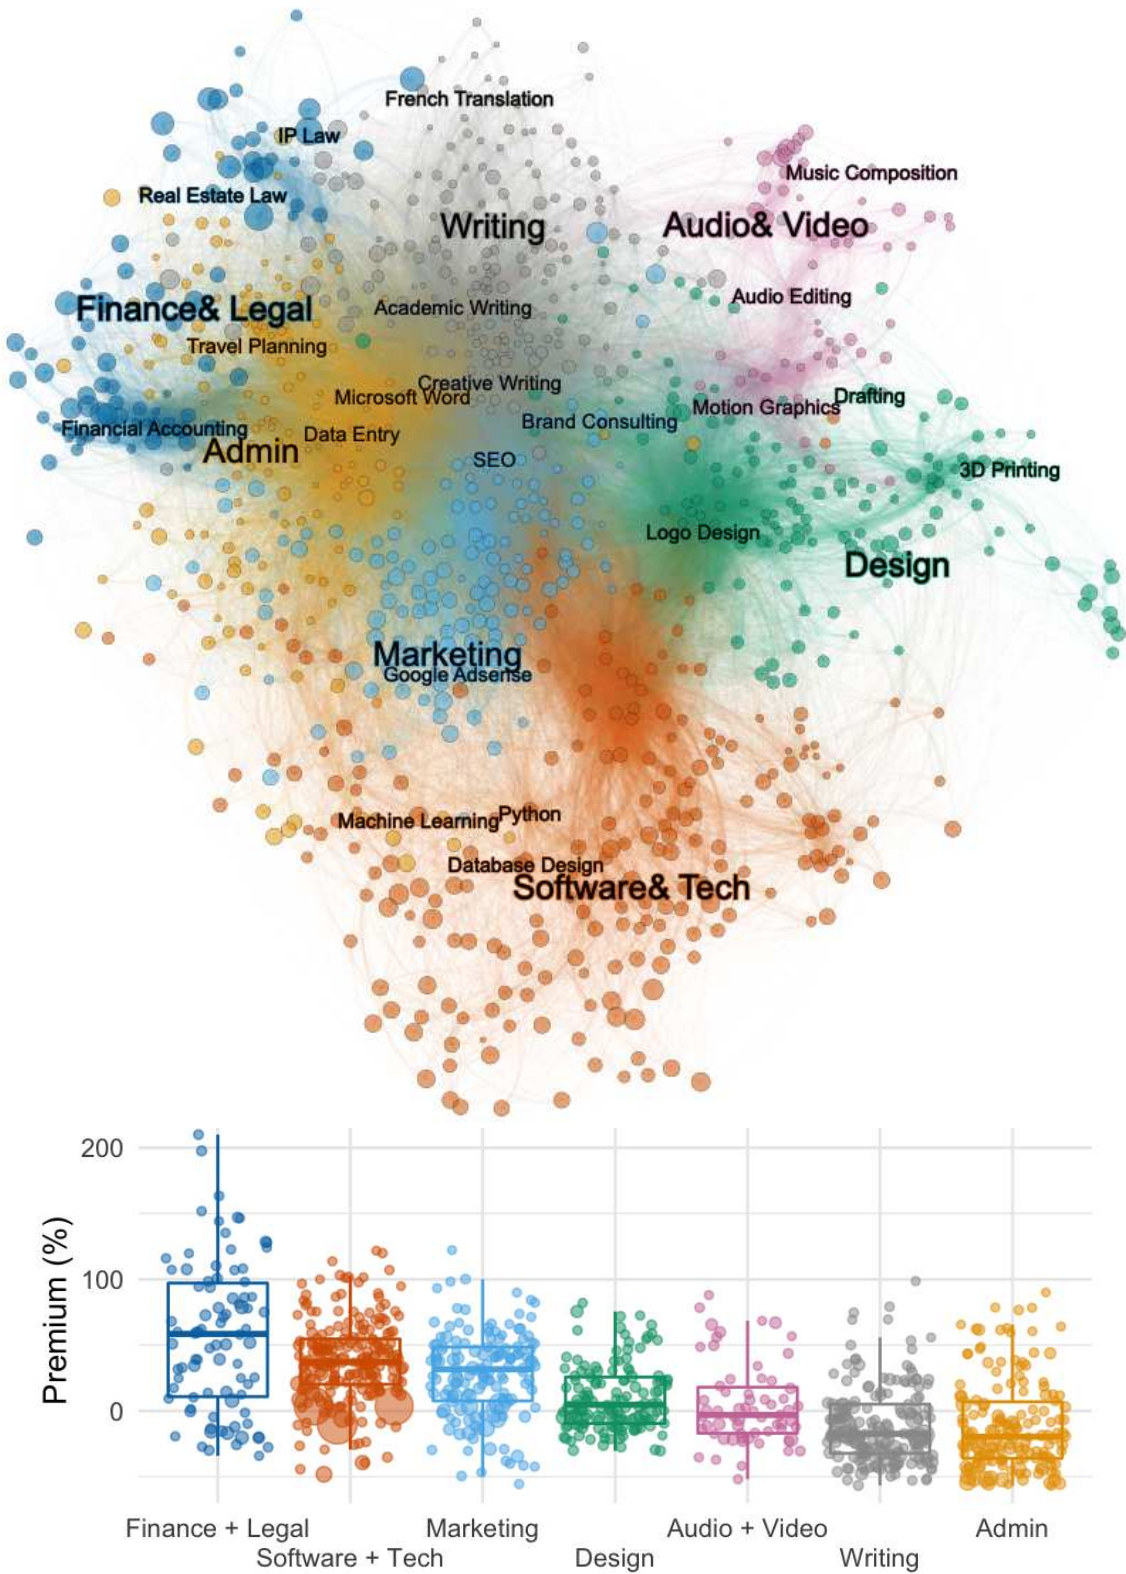 French Translation
IP Law
Music Composition
Real Estate Law
Writing
Audio& Video
Audio Editing
Finance& Legal
Academic Writing
Travel Planning
Creative Writing
Microsoft Word
Drafting
Motion Graphics
Brand Consulting
Financial Accounting
Data Entry
Admin
SEO
3D Printing
Logo Design
Design
Marketing
Google Adsense
Python
Machine Learning
Database Design
Software& Tech
200
100
0
Premium (%)
Finance + Legal
Marketing
Audio + Video
Admin
Software + Tech
Design
Writing